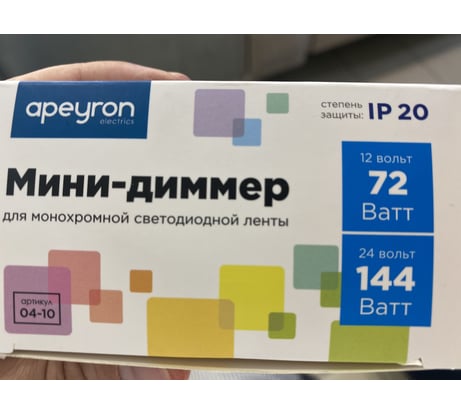 apeyron
electrics
степень
защиты: IP 20
Мини-диммер
для монохромной светодиодной ленты
12 вольт
72
Ватт
24 вольт
144
Ватт
артикул
04-10